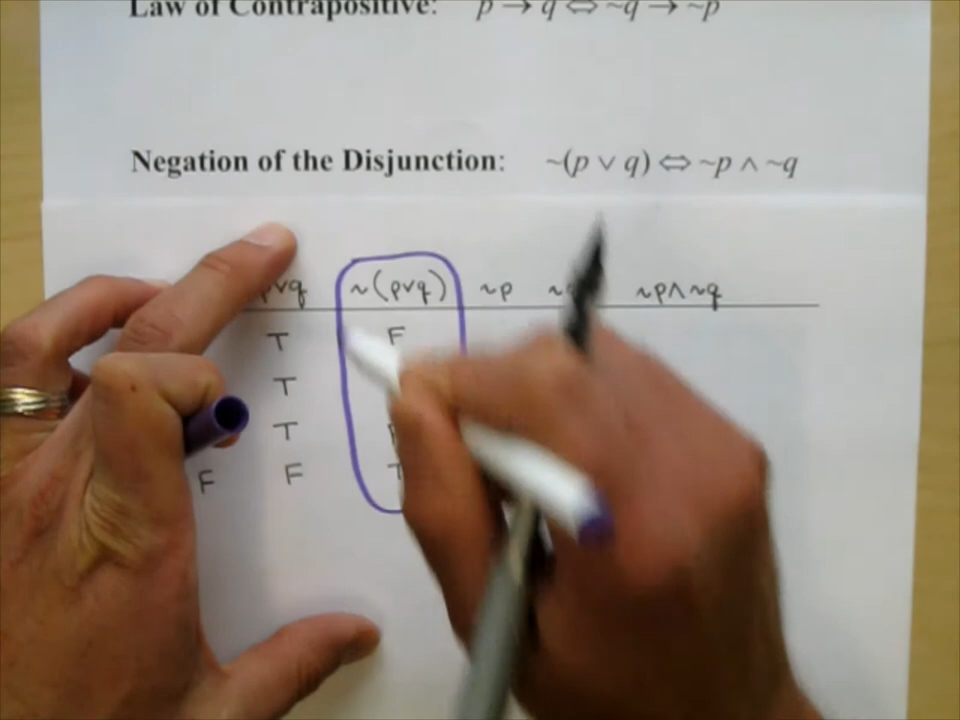 Law of Contrapositive: p → q ⇔ ~q → ~p
Negation of the Disjunction: ~(p ∨ q) ⇔ ~p ∧ ~q
p∨q ~(p∨q) ~p ~p∧~q
T F
T
T
F F T